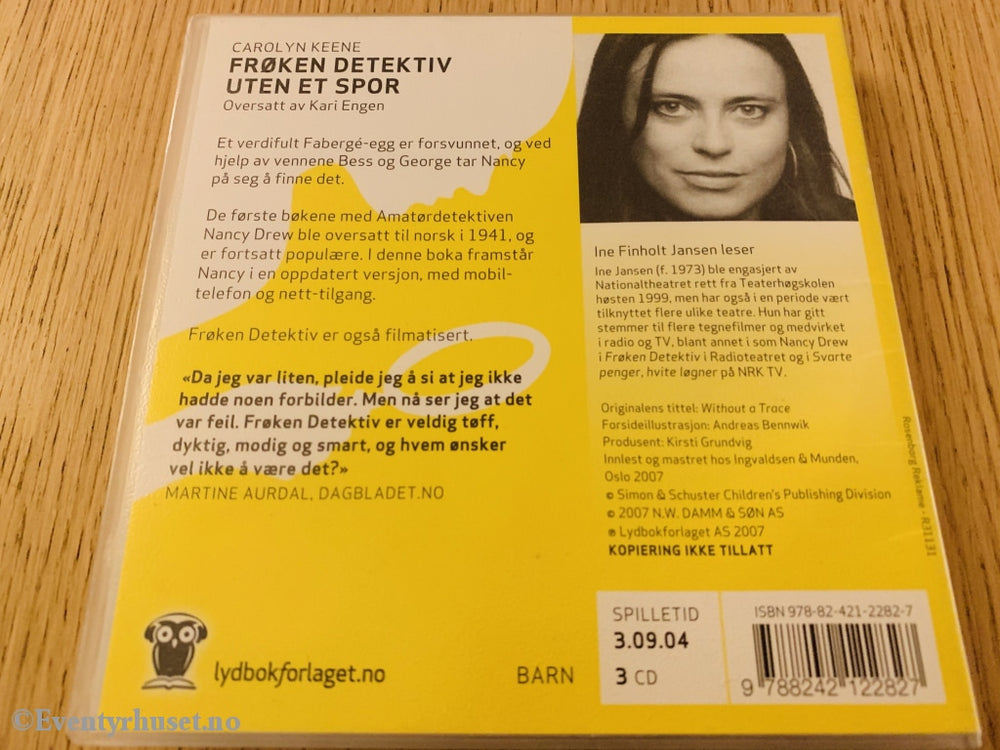 CAROLYN KEENE
FRØKEN DETEKTIV
UTEN ET SPOR
Oversatt av Kari Engen
Et verdifult Fabergé-egg er forsvunnet, og ved
hjelp av vennene Bess og George tar Nancy
på seg å finne det.
De første bøkene med Amatørdetektiven
Nancy Drew ble oversatt til norsk i 1941, og
er fortsatt populære. I denne boka framstår
Nancy i en oppdatert versjon, med mobil-
telefon og nett-tilgang.
Frøken Detektiv er også filmatisert.
«Da jeg var liten, pleide jeg å si at jeg ikke
hadde noen forbilder. Men nå ser jeg at det
var feil. Frøken Detektiv er veldig tøff,
dyktig, modig og smart, og hvem ønsker
vel ikke å være det?»
MARTINE AURDAL, DAGBLADET.NO
lydbokforlaget.no
BARN
Ine Finholt Jansen leser
Ine Jansen (f. 1973) ble engasjert av
Nationaltheatret rett fra Teaterhøgskolen
høsten 1999, men har også i en periode vært
tilknyttet flere ulike teatre. Hun har gitt
stemmer til flere tegnefilmer og medvirket
i radio og TV, blant annet i som Nancy Drew
i Frøken Detektiv i Radioteatret og i Svarte
penger, hvite løgner på NRK TV.
Originalens tittel: Without a Trace
Forsideillustrasjon: Andreas Bennwik
Produsent: Kirsti Grundvig
Innlest og mastret hos Ingvaldsen & Munden,
Oslo 2007
© Simon & Schuster Children's Publishing Division
© 2007 N.W. DAMM & SØN AS
℗ Lydbokforlaget AS 2007
KOPIERING IKKE TILLATT
Rosenborg Reklame - R31131
SPILLETID
3.09.04
3 CD
ISBN 978-82-421-2282-7
9 788242 122827
©Eventyrhuset.no